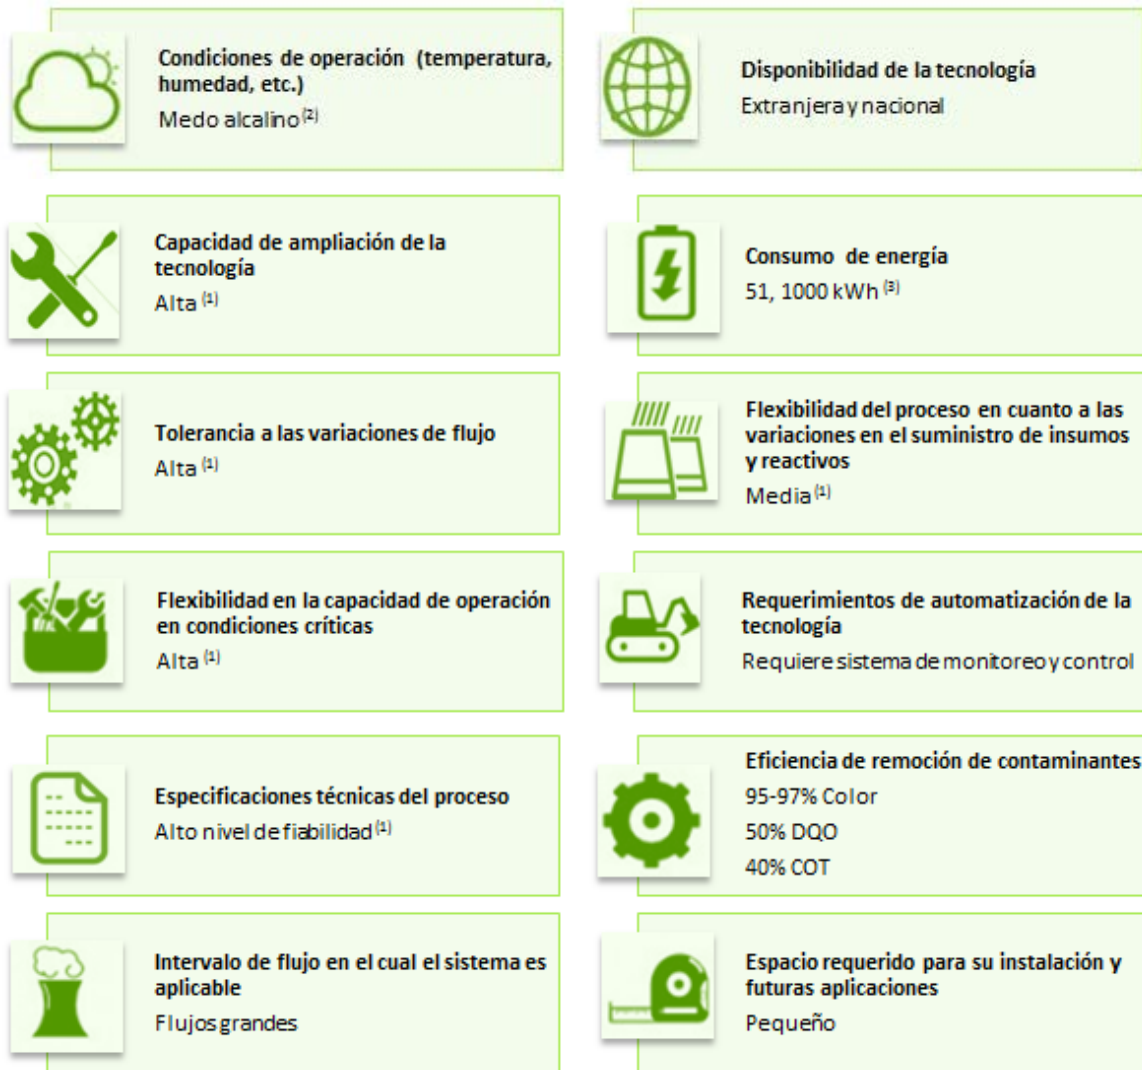 Condiciones de operación (temperatura,
humedad, etc.)
Medo alcalino(2)
Disponibilidad de la tecnología
Extranjera y nacional
Capacidad de ampliación de la
tecnología
Alta (1)
Consumo de energía
51, 1000 kWh (3)
Tolerancia a las variaciones de flujo
Alta (1)
Flexibilidad del proceso en cuanto a las
variaciones en el suministro de insumos
y reactivos
Media (1)
Flexibilidad en la capacidad de operación
en condiciones críticas
Alta (1)
Requerimientos de automatización de la
tecnología
Requiere sistema de monitoreo y control
Especificaciones técnicas del proceso
Alto nivel de fiabilidad(1)
Eficiencia de remoción de contaminantes
95-97% Color
50% DQO
40% COT
Intervalo de flujo en el cual el sistema es
aplicable
Flujos grandes
Espacio requerido para su instalación y
futuras aplicaciones
Pequeño